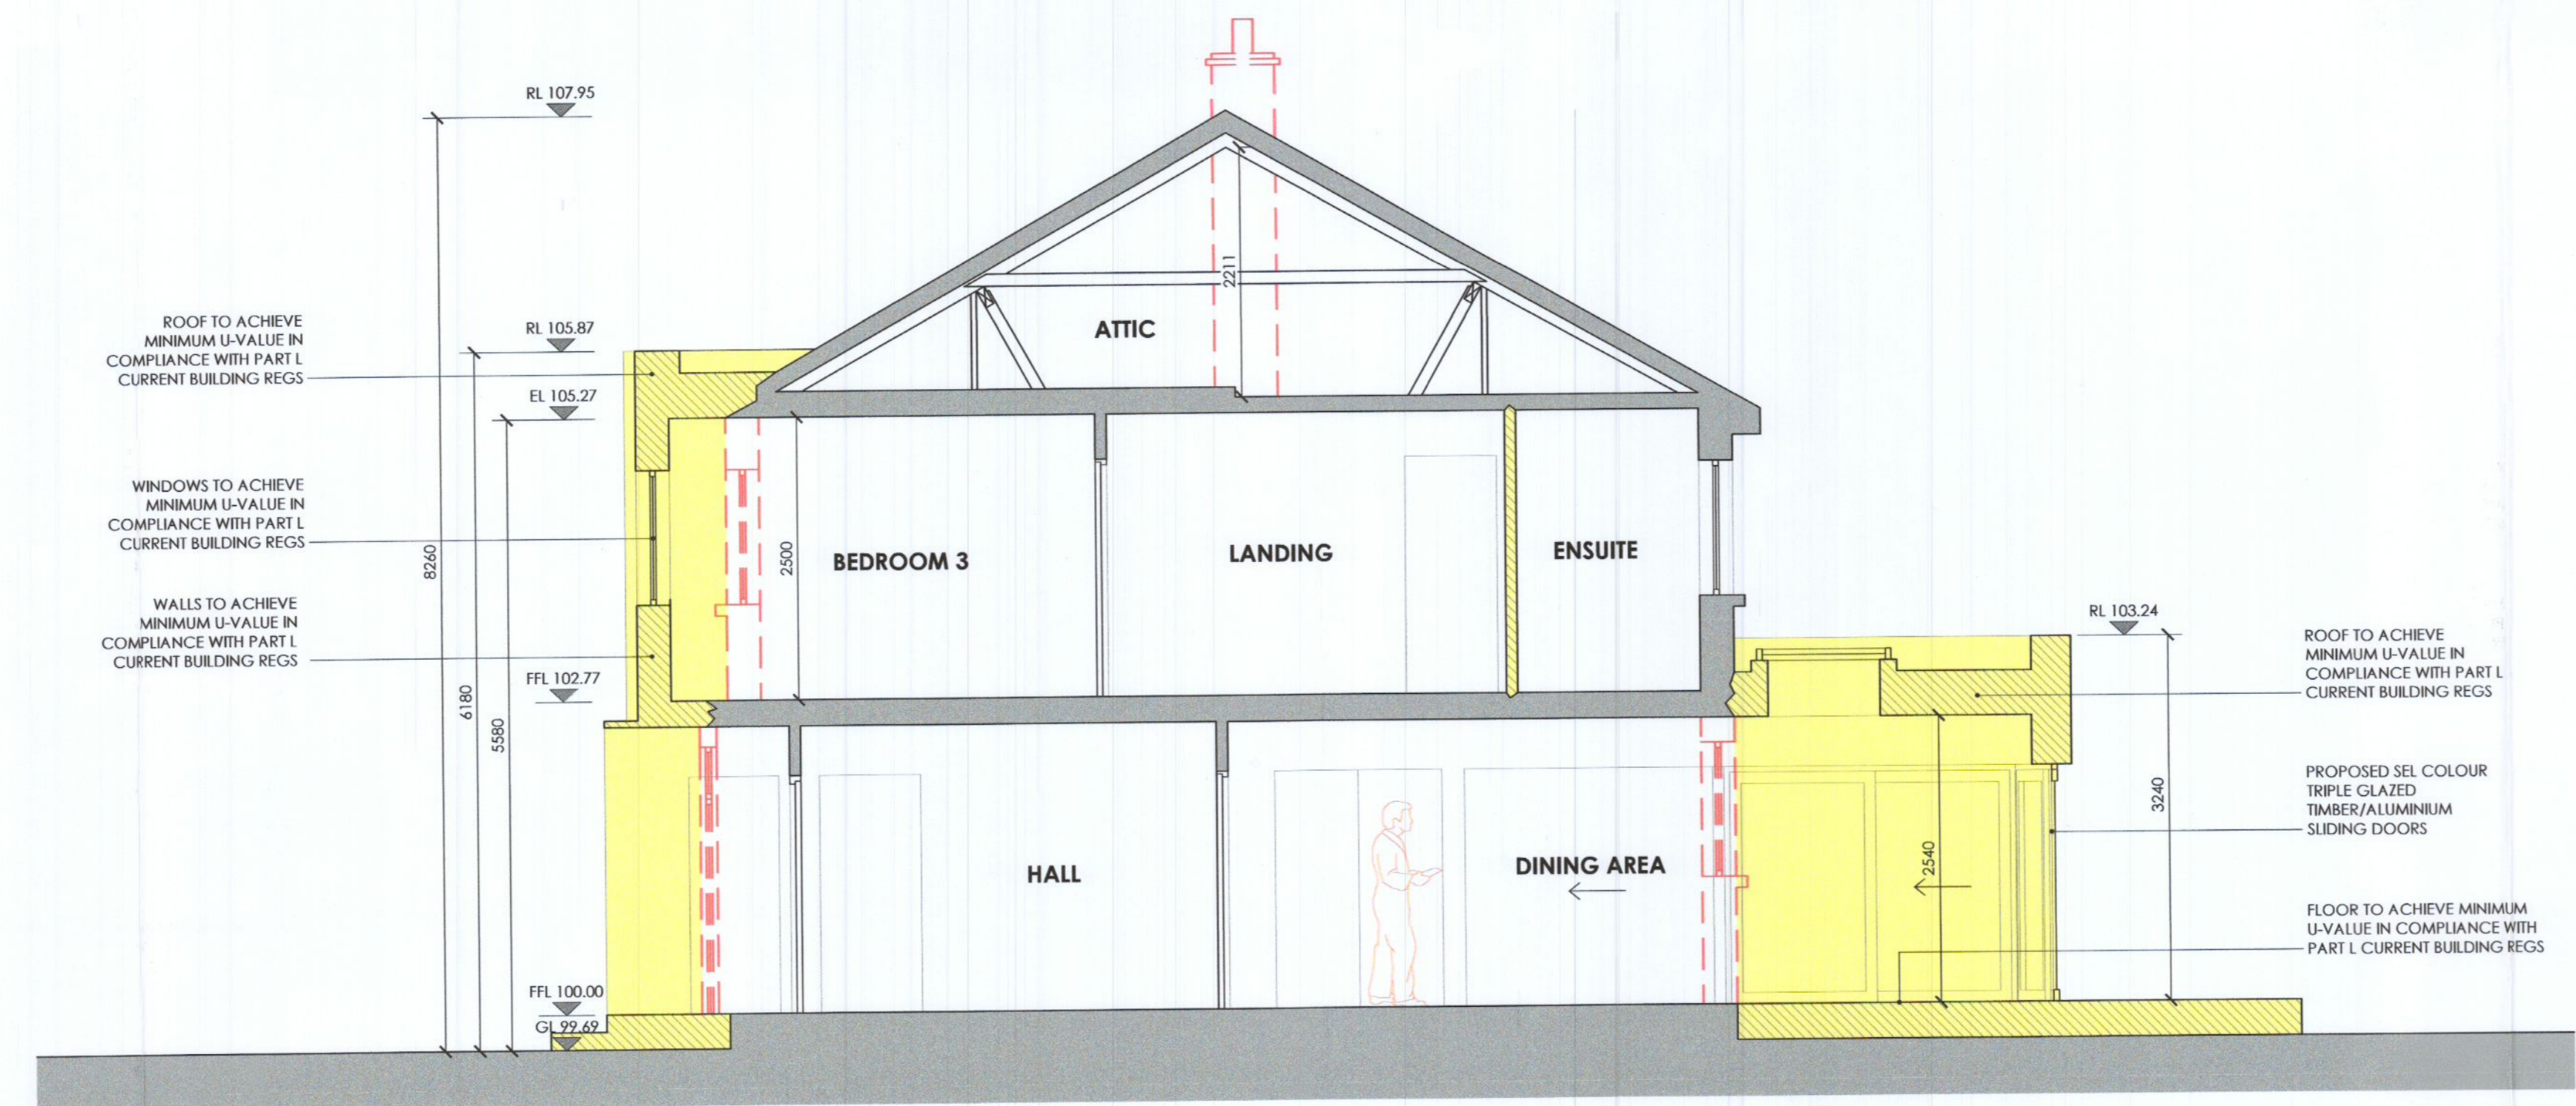 RL 107.95
2211
ATTIC
ROOF TO ACHIEVE
MINIMUM U-VALUE IN
COMPLIANCE WITH PART L
CURRENT BUILDING REGS
RL 105.87
EL 105.27
WINDOWS TO ACHIEVE
MINIMUM U-VALUE IN
COMPLIANCE WITH PART L
CURRENT BUILDING REGS
8260
2500
BEDROOM 3
LANDING
ENSUITE
WALLS TO ACHIEVE
MINIMUM U-VALUE IN
COMPLIANCE WITH PART L
CURRENT BUILDING REGS
FFL 102.77
6180
5580
RL 103.24
ROOF TO ACHIEVE
MINIMUM U-VALUE IN
COMPLIANCE WITH PART L
CURRENT BUILDING REGS
PROPOSED SEL COLOUR
TRIPLE GLAZED
TIMBER/ALUMINIUM
SLIDING DOORS
3240
2540
HALL
DINING AREA
FLOOR TO ACHIEVE MINIMUM
U-VALUE IN COMPLIANCE WITH
PART L CURRENT BUILDING REGS
FFL 100.00
GL 99.69